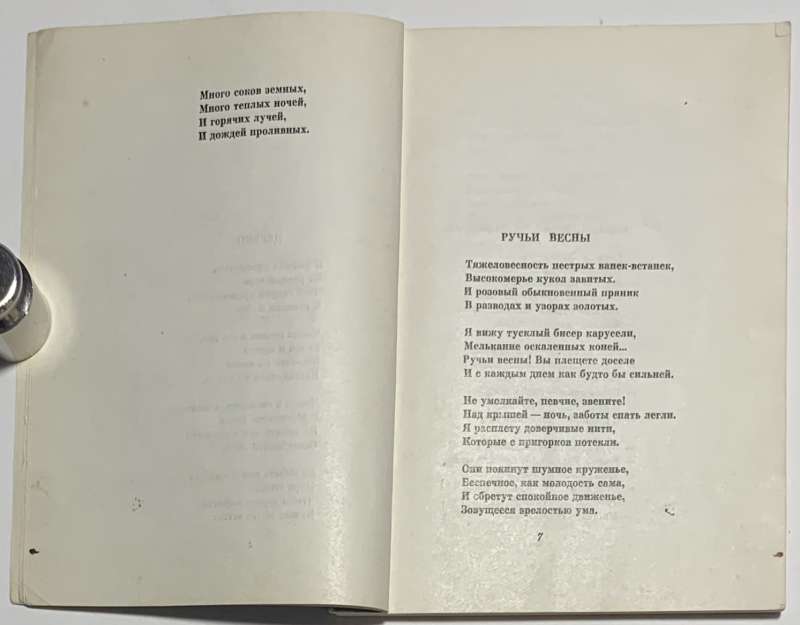 Много соков земных,
Много теплых ночей,
И горячих лучей,
И дождей проливных.
РУЧЬИ ВЕСНЫ
Тяжеловесность пестрых ванек-встанек,
Высокомерье кукол завитых.
И розовый обыкновенный пряник
В разводах и узорах золотых.
Я вижу тусклый бисер карусели,
Мелькание оскаленных коней...
Ручьи весны! Вы плещете доселе
И с каждым днем как будто бы сильней.
Не умолкайте, певчие, звените!
Над крышей — ночь, заботы спать легли.
Я расплету доверчивые нити,
Которые с пригорков потекли.
Они покинут шумное круженье,
Беспечное, как молодость сама,
И обретут спокойное движенье,
Зовущееся зрелостью ума.
7